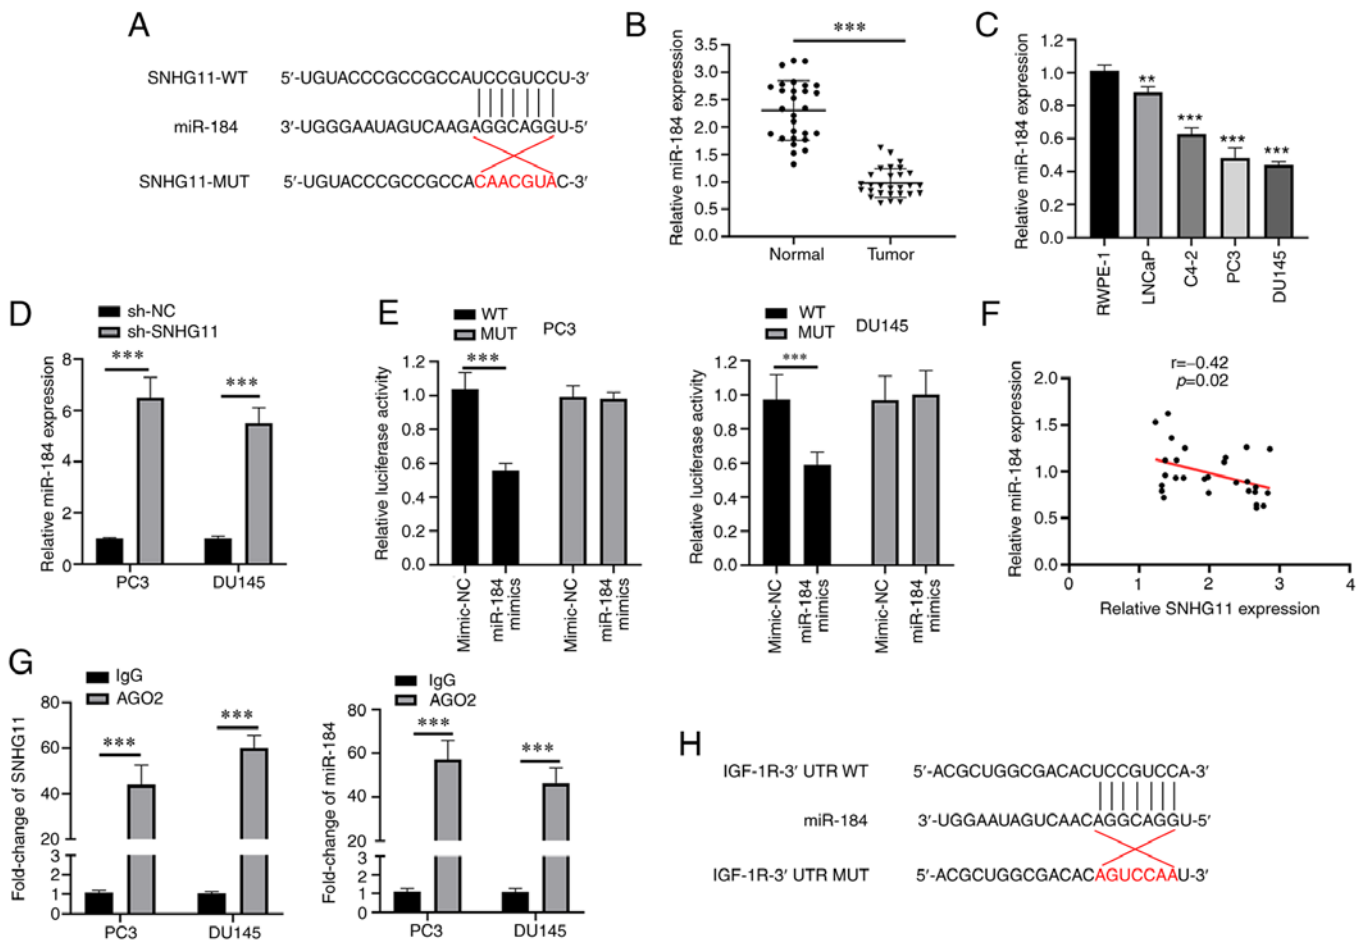 A
SNHG11-WT 5′-UGUACCCGCCGCCAUCCGUCCU-3′
miR-184 3′-UGGGAAUAGUCAAGAGGCAGGU-5′
SNHG11-MUT 5′-UGUACCCGCCGCCACAACGUAC-3′
B
***
Relative miR-184 expression
3.5
3.0
2.5
2.0
1.5
1.0
0.5
0.0
Normal Tumor
C
Relative miR-184 expression
1.2
1.0
0.8
0.6
0.4
0.2
0.0
** *** *** ***
RWPE-1 LNCaP C4-2 PC3 DU145
D
sh-NC
sh-SNHG11
Relative miR-184 expression
8
6
4
2
0
*** ***
PC3 DU145
E
WT
MUT
PC3
Relative luciferase activity
1.2
1.0
0.8
0.6
0.4
0.2
0.0
***
Mimic-NC miR-184 mimics Mimic-NC miR-184 mimics
WT
MUT
DU145
Relative luciferase activity
1.2
1.0
0.8
0.6
0.4
0.2
0.0
***
Mimic-NC miR-184 mimics Mimic-NC miR-184 mimics
F
r=−0.42
p=0.02
Relative miR-184 expression
2.0
1.5
1.0
0.5
0.0
0 1 2 3 4
Relative SNHG11 expression
G
IgG
AGO2
Fold-change of SNHG11
80
60
40
20
3
2
1
0
*** ***
PC3 DU145
IgG
AGO2
Fold-change of miR-184
80
60
40
20
3
2
1
0
*** ***
PC3 DU145
H
IGF-1R-3′ UTR WT 5′-ACGCUGGCGACACUCCGUCCA-3′
miR-184 3′-UGGAAUAGUCAACAGGCAGGU-5′
IGF-1R-3′ UTR MUT 5′-ACGCUGGCGACACAGUCCAAU-3′